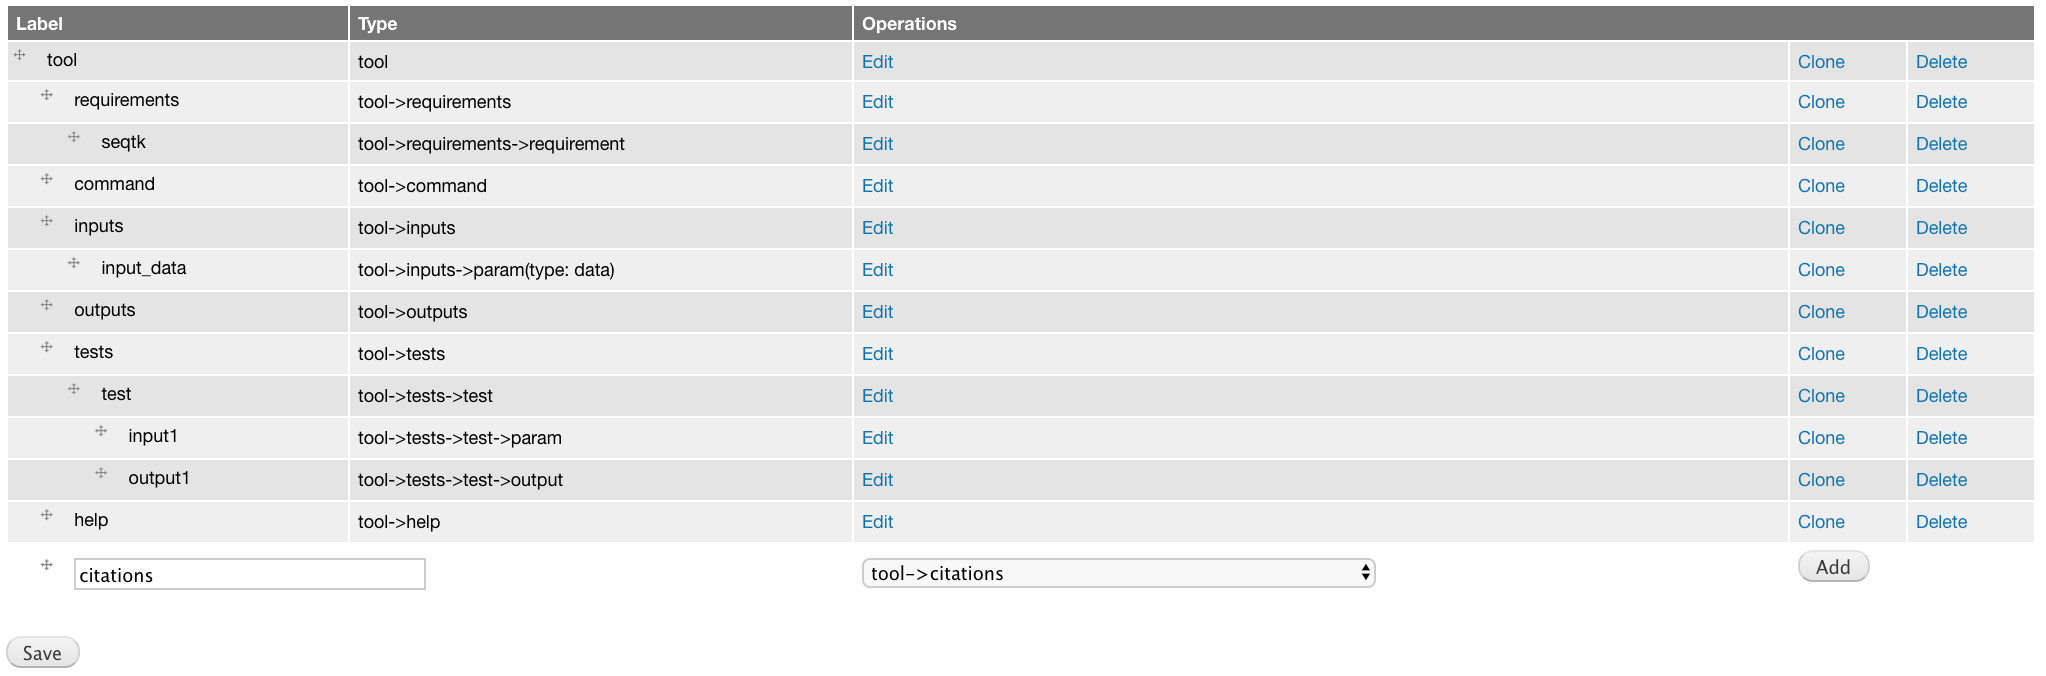 Label Type Operations
tool tool Edit Clone Delete
requirements tool->requirements Edit Clone Delete
seqtk tool->requirements->requirement Edit Clone Delete
command tool->command Edit Clone Delete
inputs tool->inputs Edit Clone Delete
input_data tool->inputs->param(type: data) Edit Clone Delete
outputs tool->outputs Edit Clone Delete
tests tool->tests Edit Clone Delete
test tool->tests->test Edit Clone Delete
input1 tool->tests->test->param Edit Clone Delete
output1 tool->tests->test->output Edit Clone Delete
help tool->help Edit Clone Delete
citations tool->citations Add
Save